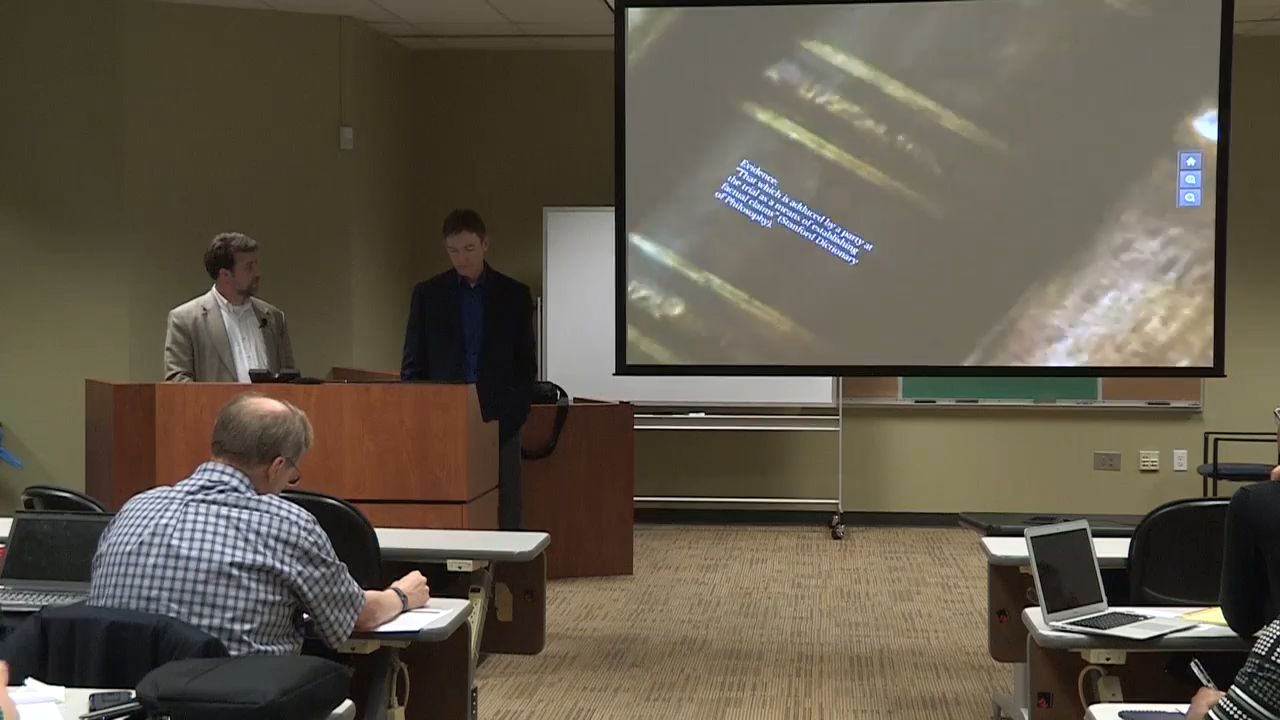 Evidence:
"That which is adduced by a party at
the trial as a means of establishing
factual claims" (Stanford Dictionary
of Philosophy).